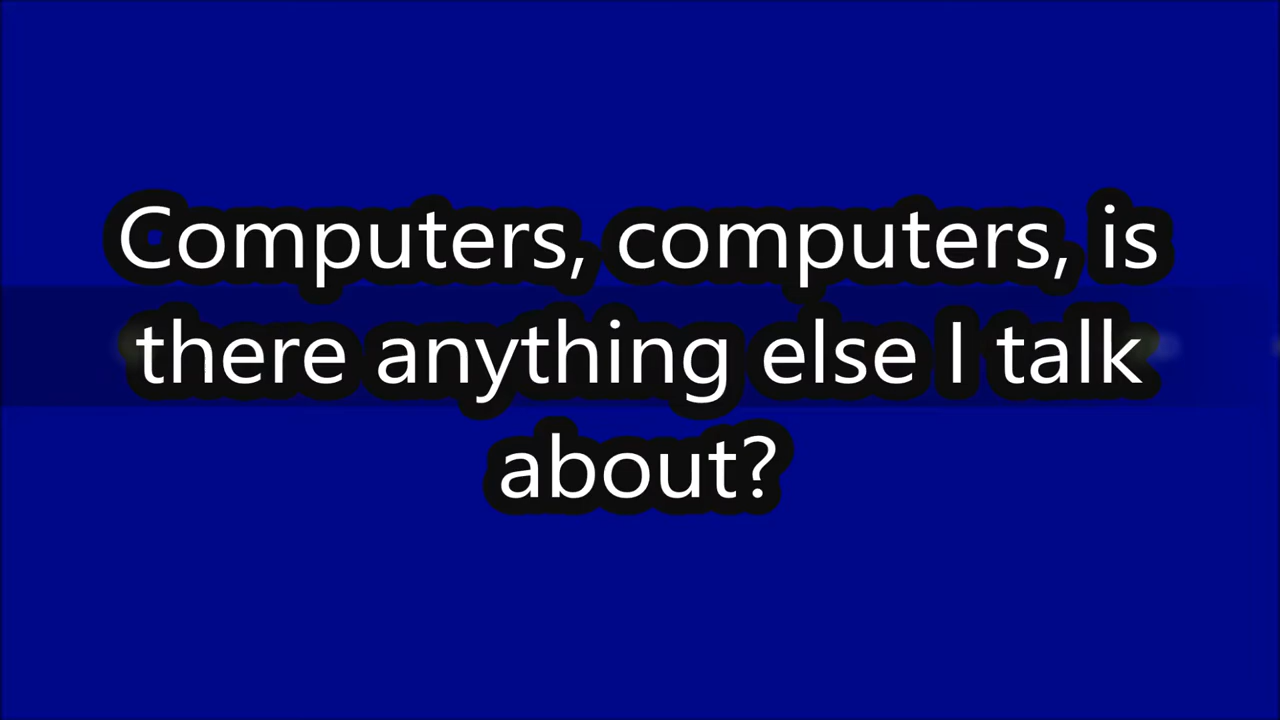 Computers, computers, is
there anything else I talk
about?